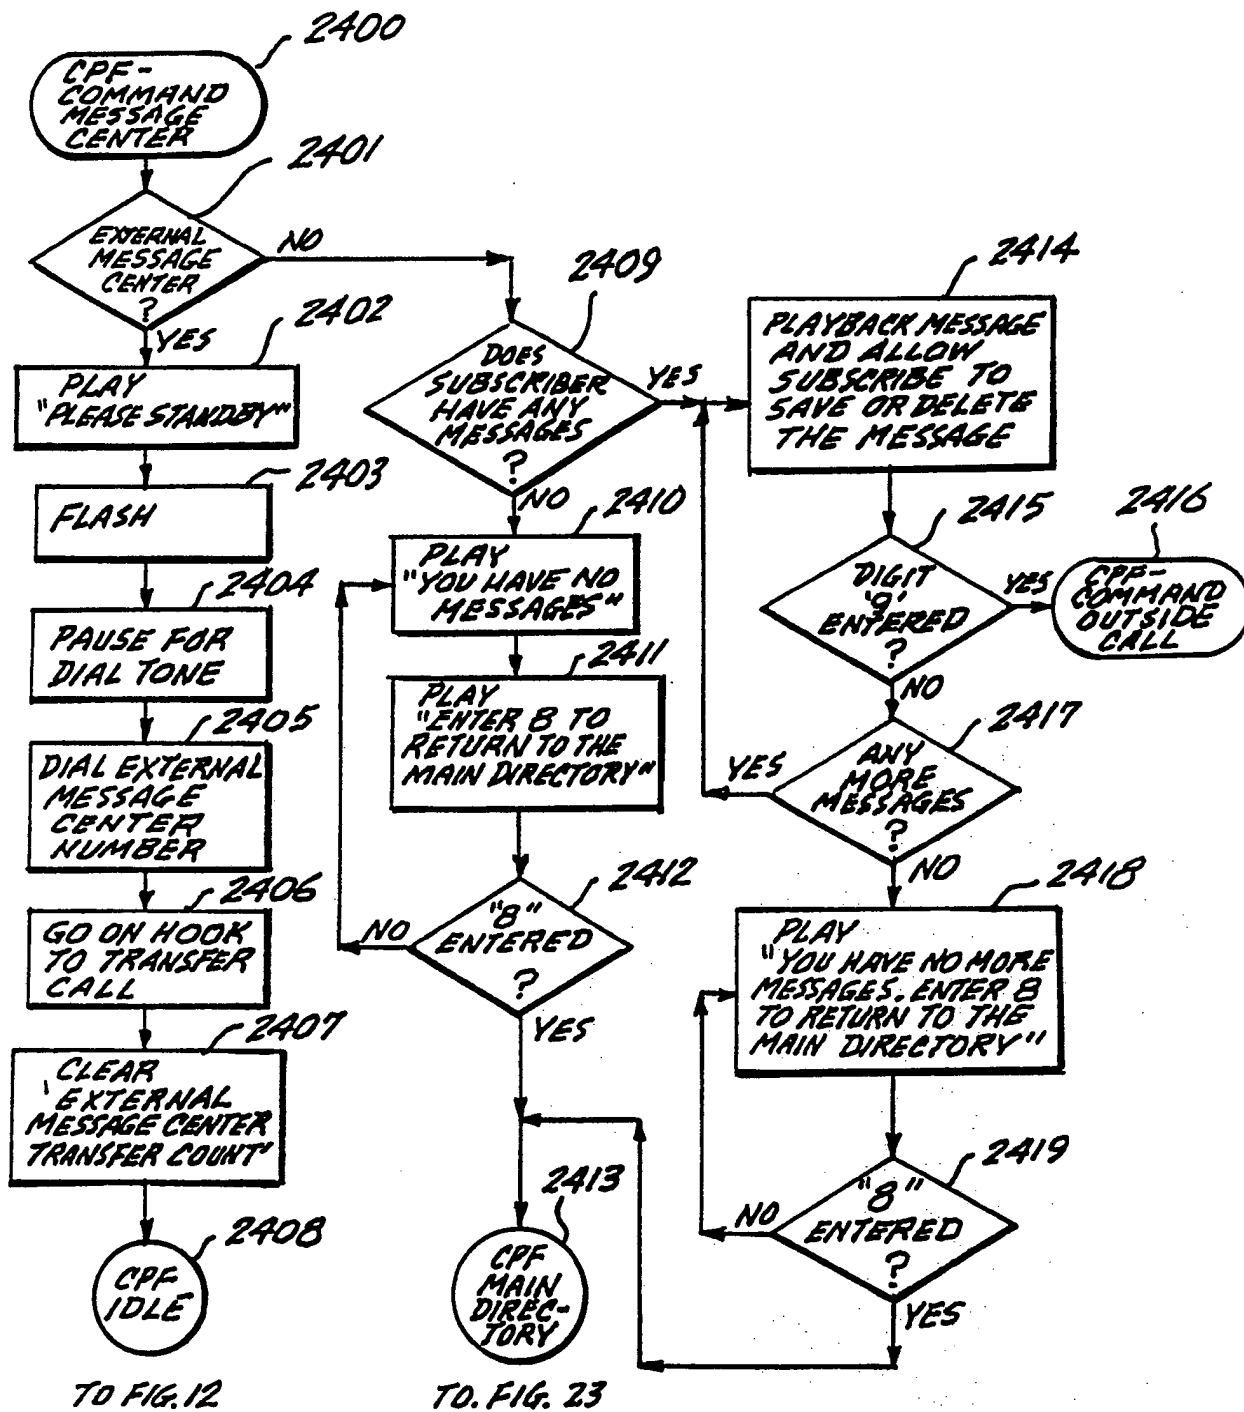 2400
CPF-
COMMAND
MESSAGE
CENTER
2401
EXTERNAL
MESSAGE
CENTER
?
NO
YES
2402
PLAY
"PLEASE STANDBY"
2403
FLASH
2404
PAUSE FOR
DIAL TONE
2405
DIAL EXTERNAL
MESSAGE
CENTER
NUMBER
2406
GO ON HOOK
TO TRANSFER
CALL
2407
CLEAR
'EXTERNAL
MESSAGE CENTER
TRANSFER COUNT'
2408
CPF
IDLE
TO FIG. 12
2409
DOES
SUBSCRIBER
HAVE ANY
MESSAGES
?
YES
NO
2410
PLAY
"YOU HAVE NO
MESSAGES"
2411
PLAY
"ENTER 8 TO
RETURN TO THE
MAIN DIRECTORY"
2412
"8"
ENTERED
?
NO
YES
2413
CPF
MAIN
DIREC-
TORY
TO. FIG. 23
2414
PLAYBACK MESSAGE
AND ALLOW
SUBSCRIBE TO
SAVE OR DELETE
THE MESSAGE
2415
DIGIT
'9'
ENTERED
?
YES
NO
2416
CPF-
COMMAND
OUTSIDE
CALL
2417
ANY
MORE
MESSAGES
?
YES
NO
2418
PLAY
"YOU HAVE NO MORE
MESSAGES. ENTER 8
TO RETURN TO THE
MAIN DIRECTORY"
2419
"8"
ENTERED
?
NO
YES